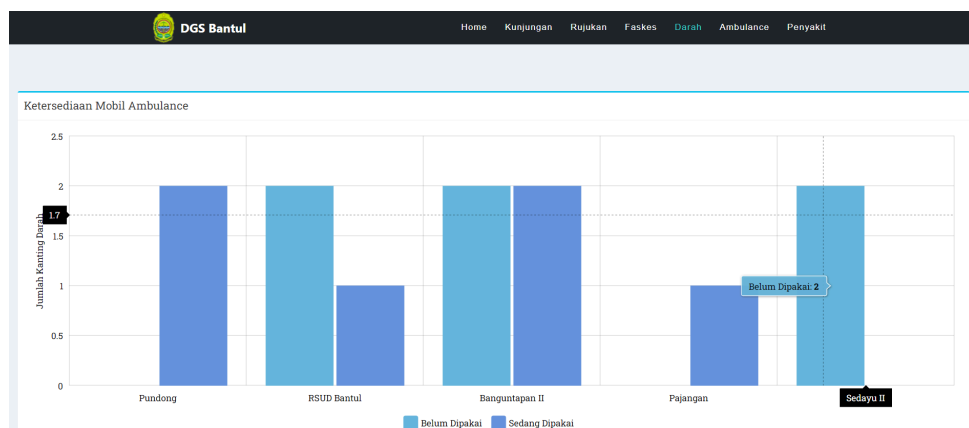 DGS Bantul
Home Kunjungan Rujukan Faskes Darah Ambulance Penyakit
Ketersediaan Mobil Ambulance
Jumlah Kanting Darah
2.5
2
1.7
1.5
1
0.5
0
Belum Dipakai: 2
Pundong RSUD Bantul Banguntapan II Pajangan Sedayu II
Belum Dipakai Sedang Dipakai